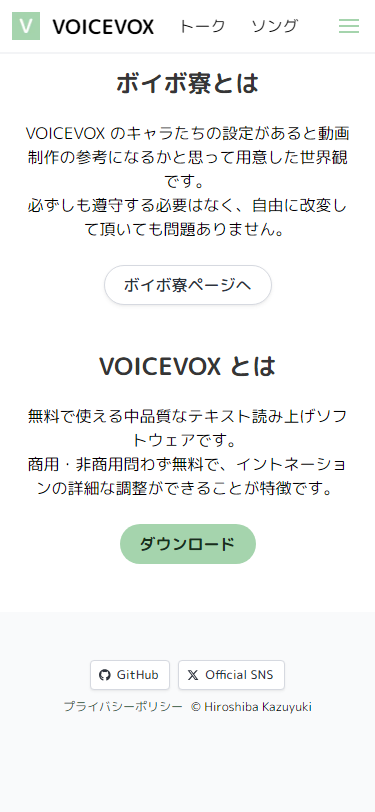 V VOICEVOX トーク ソング
ボイボ寮とは
VOICEVOX のキャラたちの設定があると動画
制作の参考になるかと思って用意した世界観
です。
必ずしも遵守する必要はなく、自由に改変し
て頂いても問題ありません。
ボイボ寮ページへ
VOICEVOX とは
無料で使える中品質なテキスト読み上げソフ
トウェアです。
商用・非商用問わず無料で、イントネーショ
ンの詳細な調整ができることが特徴です。
ダウンロード
GitHub Official SNS
プライバシーポリシー © Hiroshiba Kazuyuki